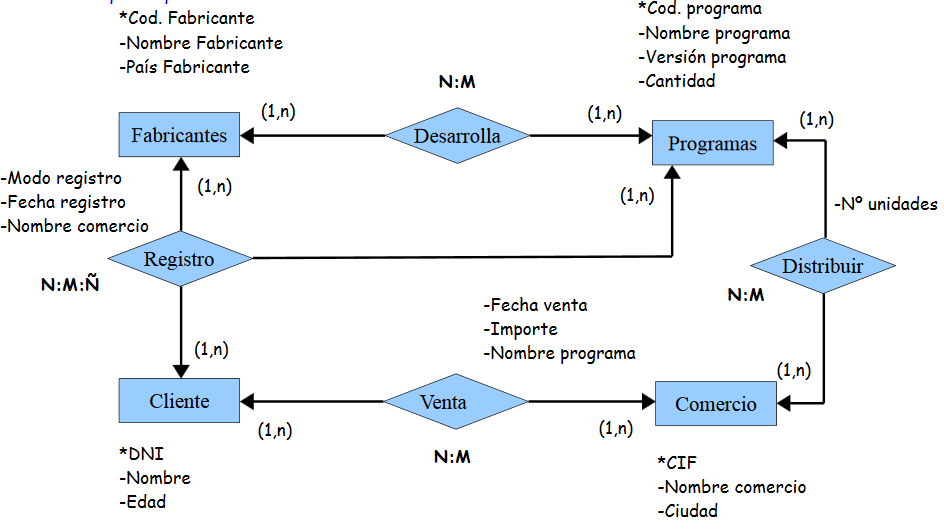 *Cod. Fabricante
-Nombre Fabricante
-País Fabricante
*Cod. programa
-Nombre programa
-Versión programa
-Cantidad
N:M
(1,n)
(1,n)
(1,n)
Fabricantes
Desarrolla
Programas
-Modo registro
-Fecha registro
-Nombre comercio
(1,n)
(1,n)
-Nº unidades
Registro
Distribuir
N:M:Ñ
N:M
-Fecha venta
-Importe
-Nombre programa
(1,n)
(1,n)
Cliente
Venta
Comercio
(1,n)
(1,n)
N:M
*DNI
-Nombre
-Edad
*CIF
-Nombre comercio
-Ciudad